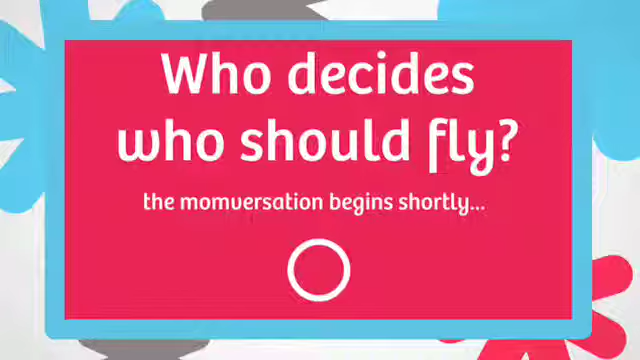 Who decides
who should fly?
the momversation begins shortly...